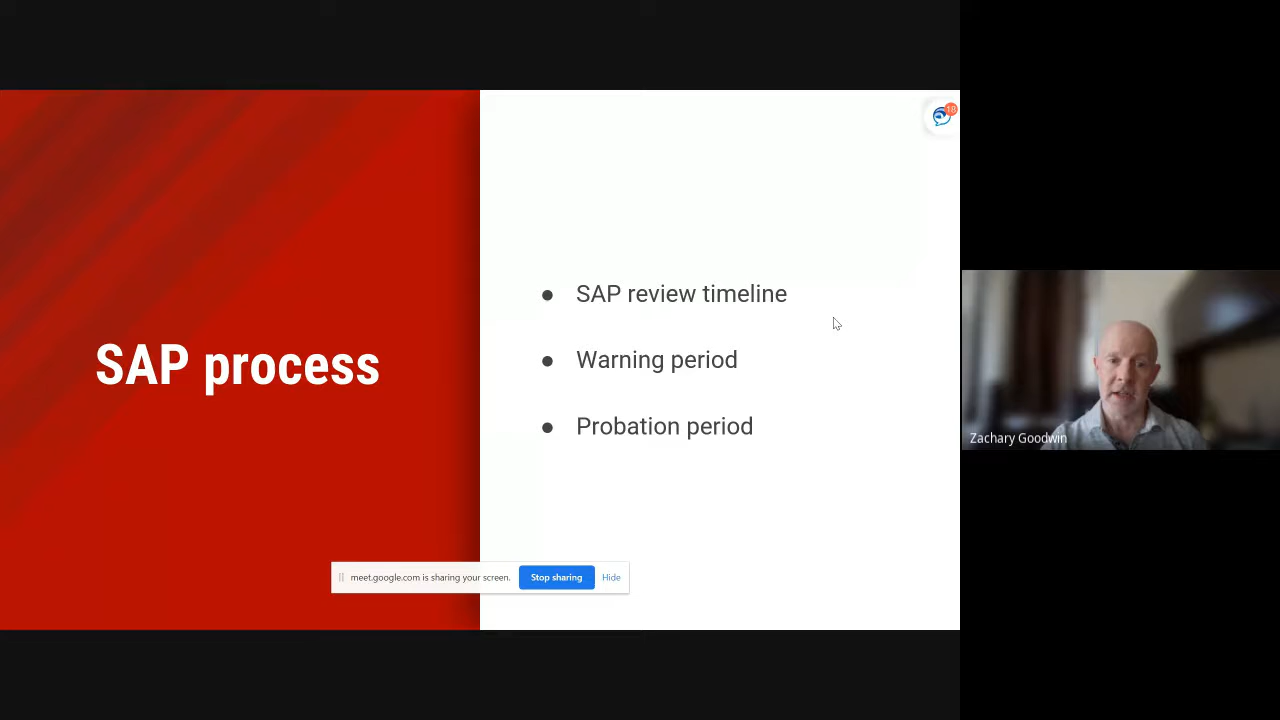 SAP process
SAP review timeline
Warning period
Probation period
meet.google.com is sharing your screen.
Stop sharing
Hide
Zachary Goodwin